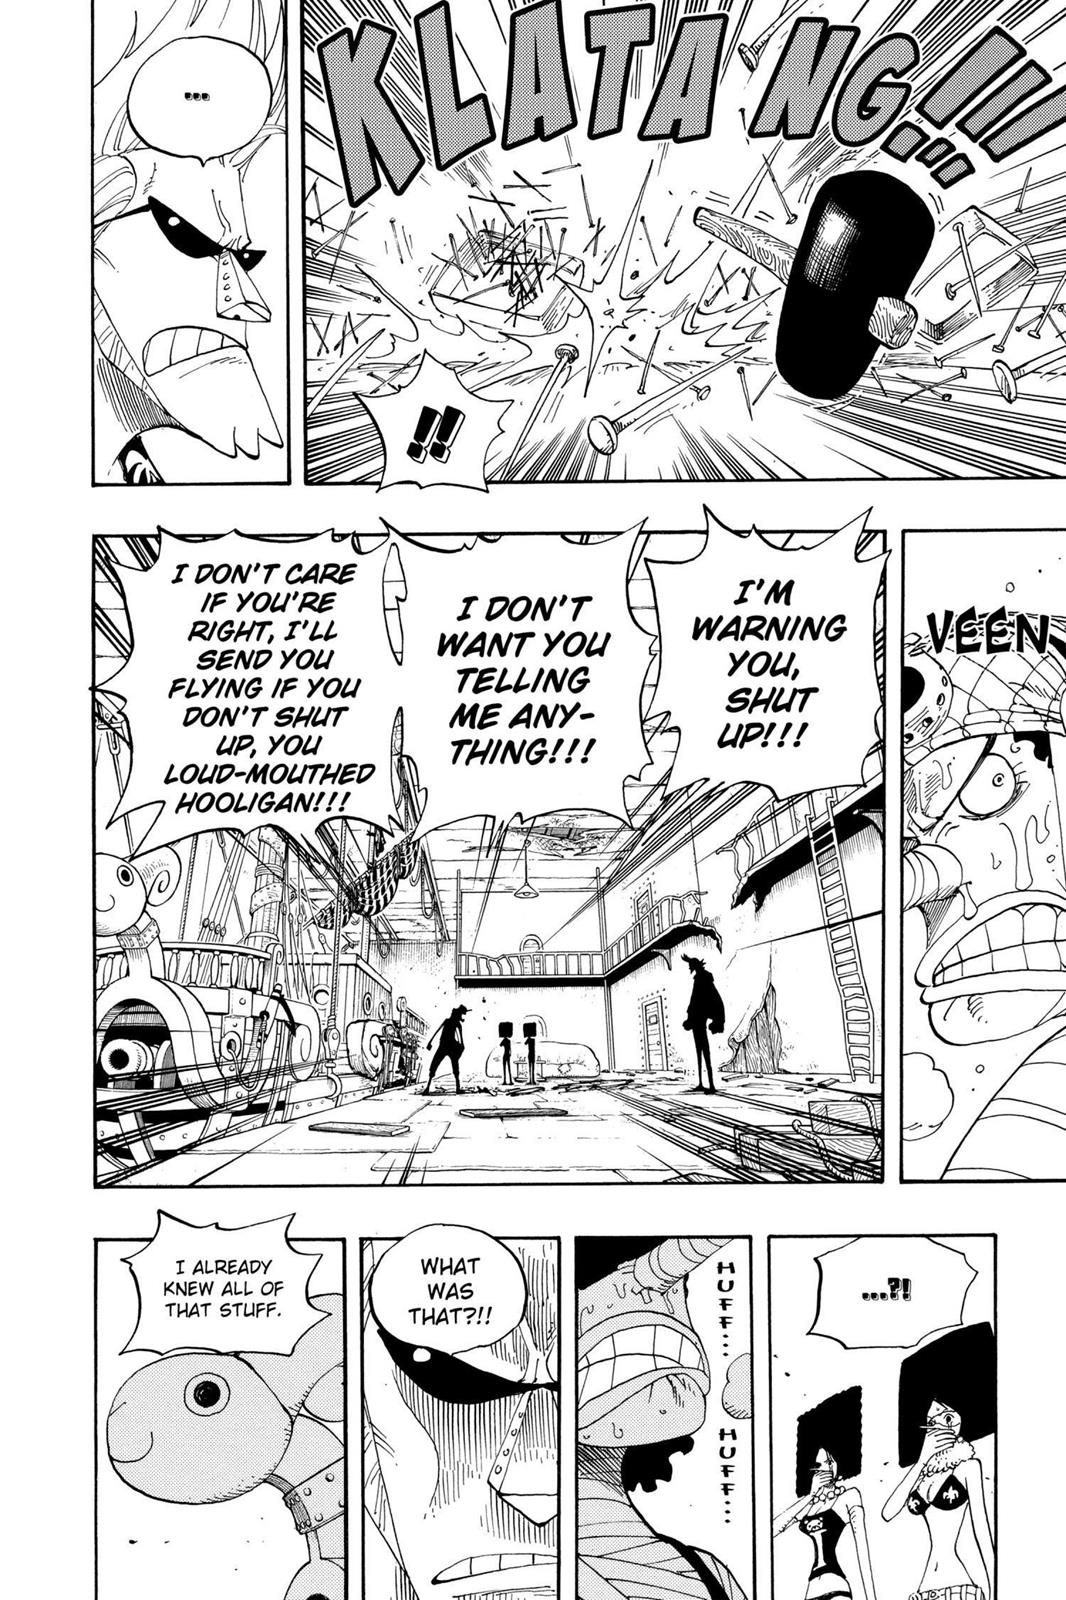 KLATANG!!!
!!
...
VEEN
I'M
WARNING
YOU,
SHUT
UP!!!
I DON'T
WANT YOU
TELLING
ME ANY-
THING!!!
I DON'T CARE
IF YOU'RE
RIGHT, I'LL
SEND YOU
FLYING IF YOU
DON'T SHUT
UP, YOU
LOUD-MOUTHED
HOOLIGAN!!!
...?!
HUFF...
HUFF...
WHAT
WAS
THAT?!!
I ALREADY
KNEW ALL OF
THAT STUFF.